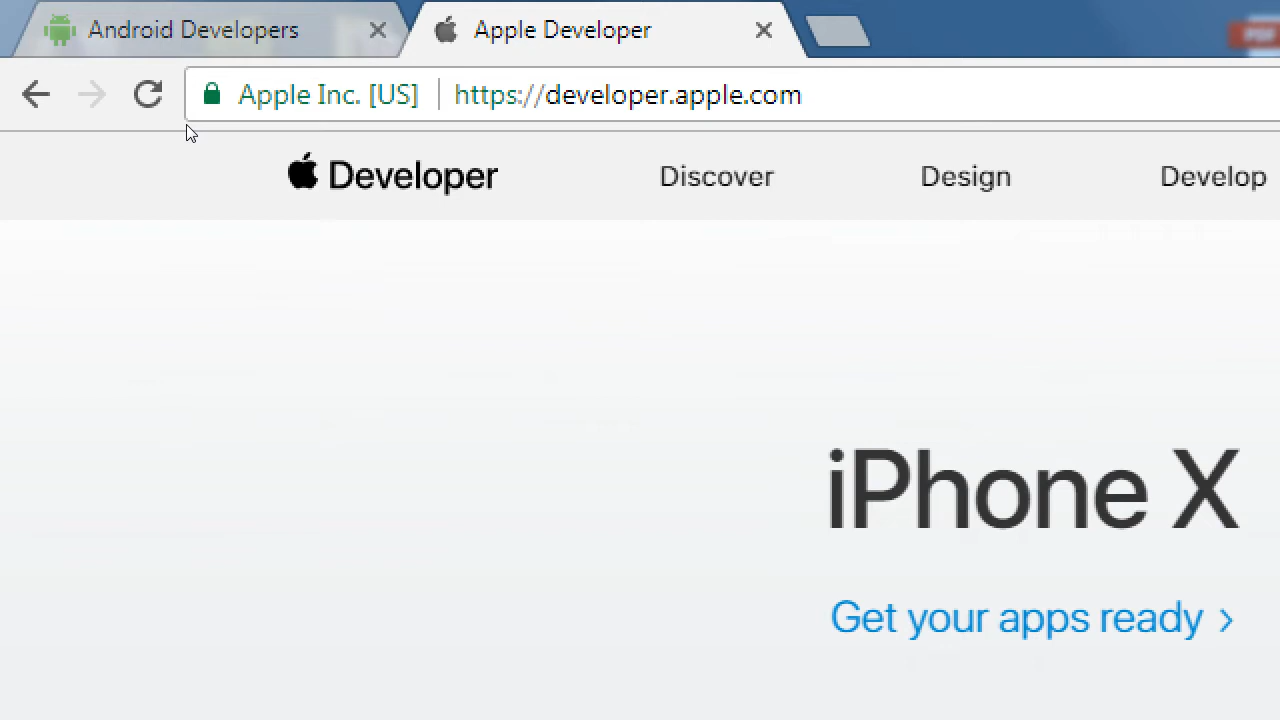 Android Developers
Apple Developer
PDF
Apple Inc. [US] https://developer.apple.com
Developer
Discover
Design
Develop
iPhone X
Get your apps ready >